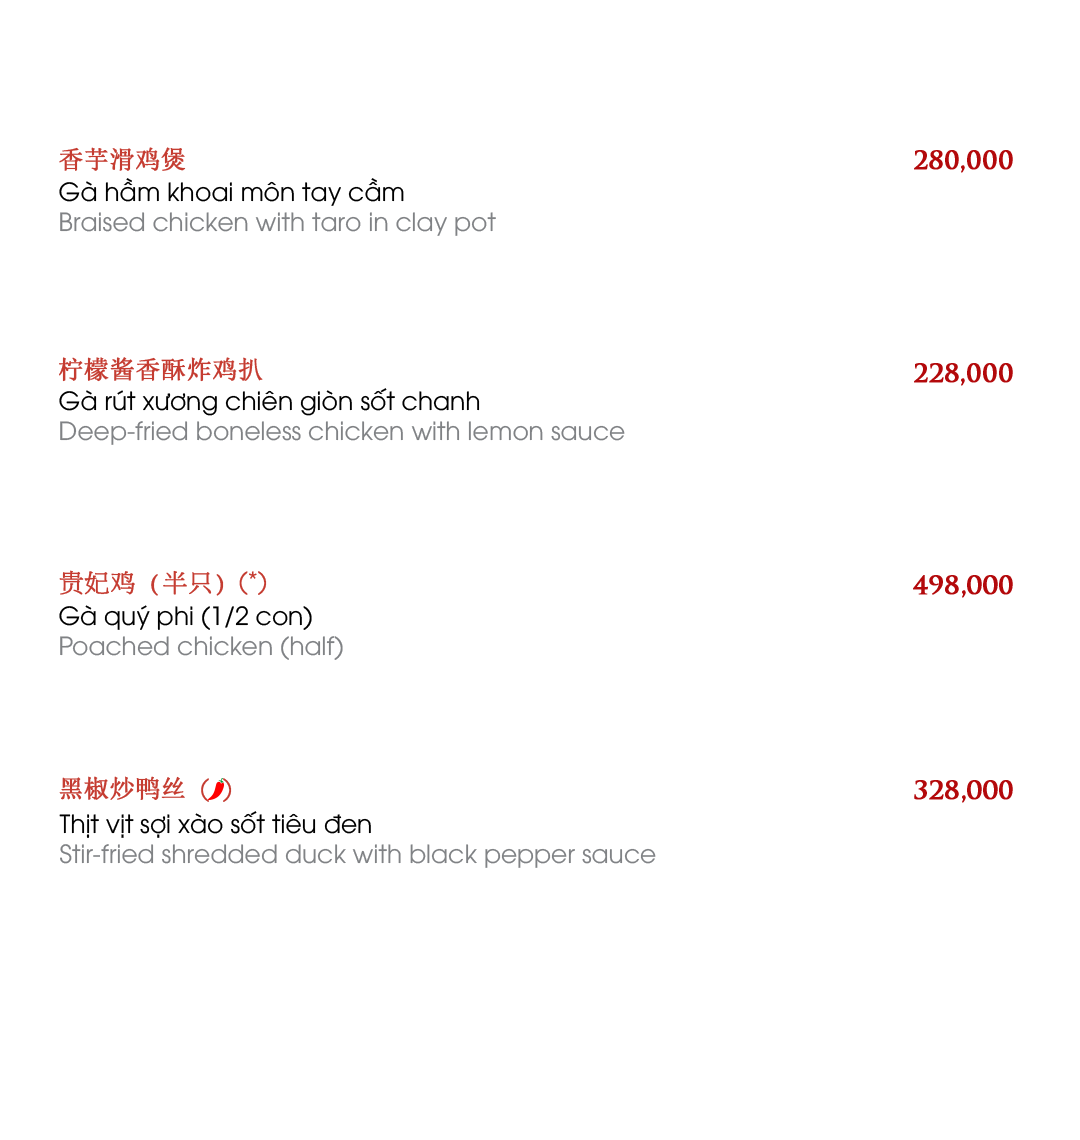 香芋滑鸡煲 280,000
Gà hầm khoai môn tay cầm
Braised chicken with taro in clay pot
柠檬酱香酥炸鸡扒 228,000
Gà rút xương chiên giòn sốt chanh
Deep-fried boneless chicken with lemon sauce
贵妃鸡 (半只) (*) 498,000
Gà quý phi (1/2 con)
Poached chicken (half)
黑椒炒鸭丝 (🌶) 328,000
Thịt vịt sợi xào sốt tiêu đen
Stir-fried shredded duck with black pepper sauce